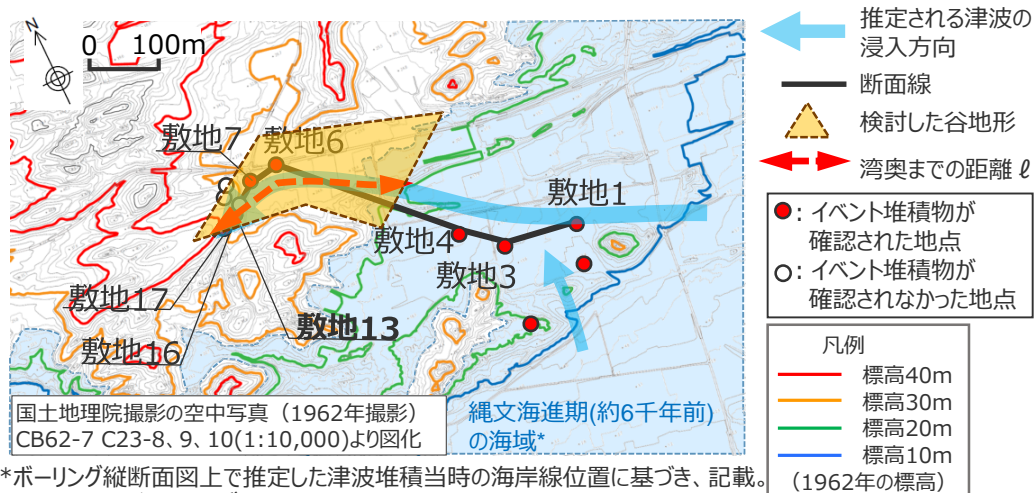 N
0 100m
敷地7
敷地6
8
敷地1
敷地4
敷地3
敷地17
敷地13
敷地16
国土地理院撮影の空中写真（1962年撮影）
CB62-7 C23-8、9、10(1:10,000)より図化
縄文海進期(約6千年前)
の海域*
*ボーリング縦断面図上で推定した津波堆積当時の海岸線位置に基づき、記載。
推定される津波の
浸入方向
断面線
検討した谷地形
湾奥までの距離 ℓ
●: イベント堆積物が
確認された地点
○: イベント堆積物が
確認されなかった地点
凡例
標高40m
標高30m
標高20m
標高10m
（1962年の標高）